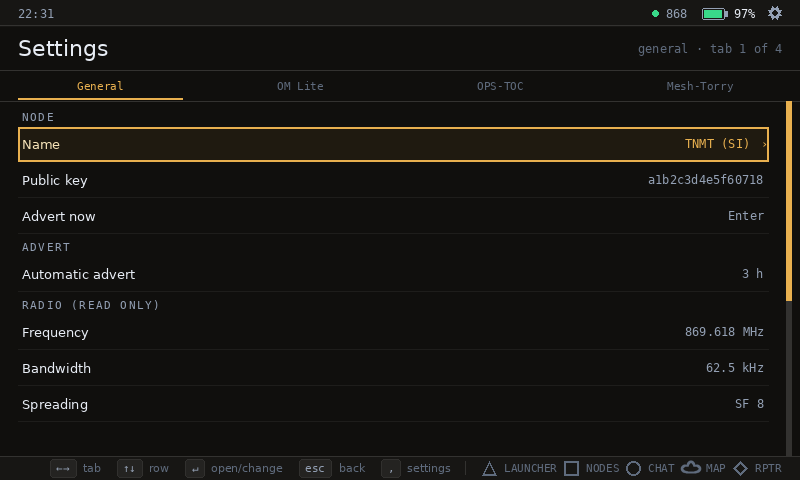 22:31 868 97%
Settings general · tab 1 of 4
General OM Lite OPS-TOC Mesh-Torry
NODE
Name TNMT (SI) ›
Public key a1b2c3d4e5f60718
Advert now Enter
ADVERT
Automatic advert 3 h
RADIO (READ ONLY)
Frequency 869.618 MHz
Bandwidth 62.5 kHz
Spreading SF 8
←→ tab ↑↓ row ↵ open/change esc back , settings LAUNCHER NODES CHAT MAP RPTR